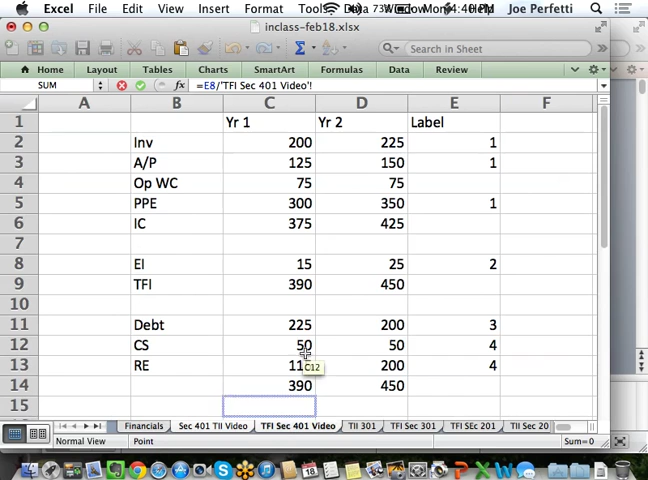 Excel File Edit View Insert Format Data Window Help Joe Perfetti
inclass-feb18.xlsx
Search in Sheet
Home Layout Tables Charts SmartArt Formulas Data Review
SUM fx =E8/'TFI Sec 401 Video'!
A B C D E F
1 Yr 1 Yr 2 Label
2 Inv 200 225 1
3 A/P 125 150 1
4 Op WC 75 75
5 PPE 300 350 1
6 IC 375 425
7
8 EI 15 25 2
9 TFI 390 450
10
11 Debt 225 200 3
12 CS 50 50 4
13 RE 200 4
C12
14 390 450
15
Financials Sec 401 TII Video TFI Sec 401 Video TII 301 TFI Sec 301 TFI SEc 201 TII Sec 20
Normal View Point Sum=0